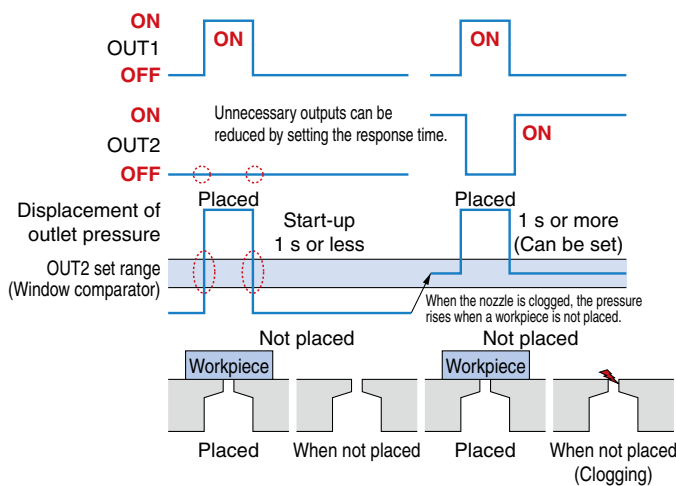 ON
OUT1
OFF
ON
ON
ON
OUT2
OFF
Unnecessary outputs can be
reduced by setting the response time.
ON
Displacement of
outlet pressure
Placed
Start-up
1 s or less
Placed
1 s or more
(Can be set)
OUT2 set range
(Window comparator)
When the nozzle is clogged, the pressure
rises when a workpiece is not placed.
Not placed
Not placed
Workpiece
Workpiece
Placed
When not placed
Placed
When not placed
(Clogging)